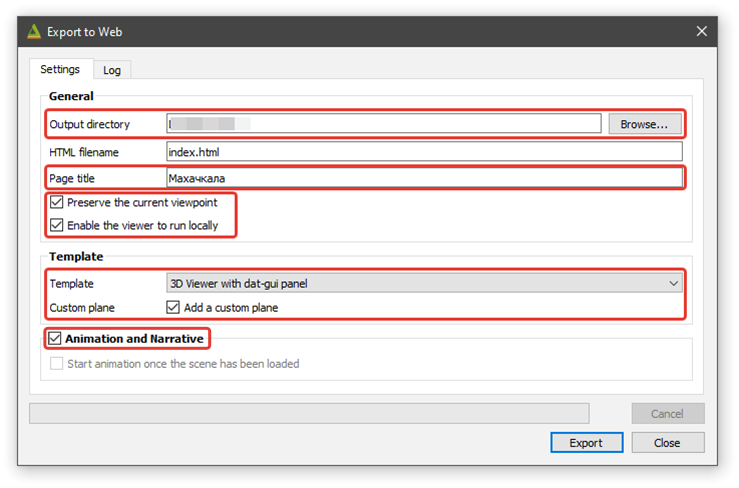 Export to Web
Settings Log
General
Output directory Browse...
HTML filename index.html
Page title Махачкала
Preserve the current viewpoint
Enable the viewer to run locally
Template
Template 3D Viewer with dat-gui panel
Custom plane Add a custom plane
Animation and Narrative
Start animation once the scene has been loaded
Cancel
Export Close